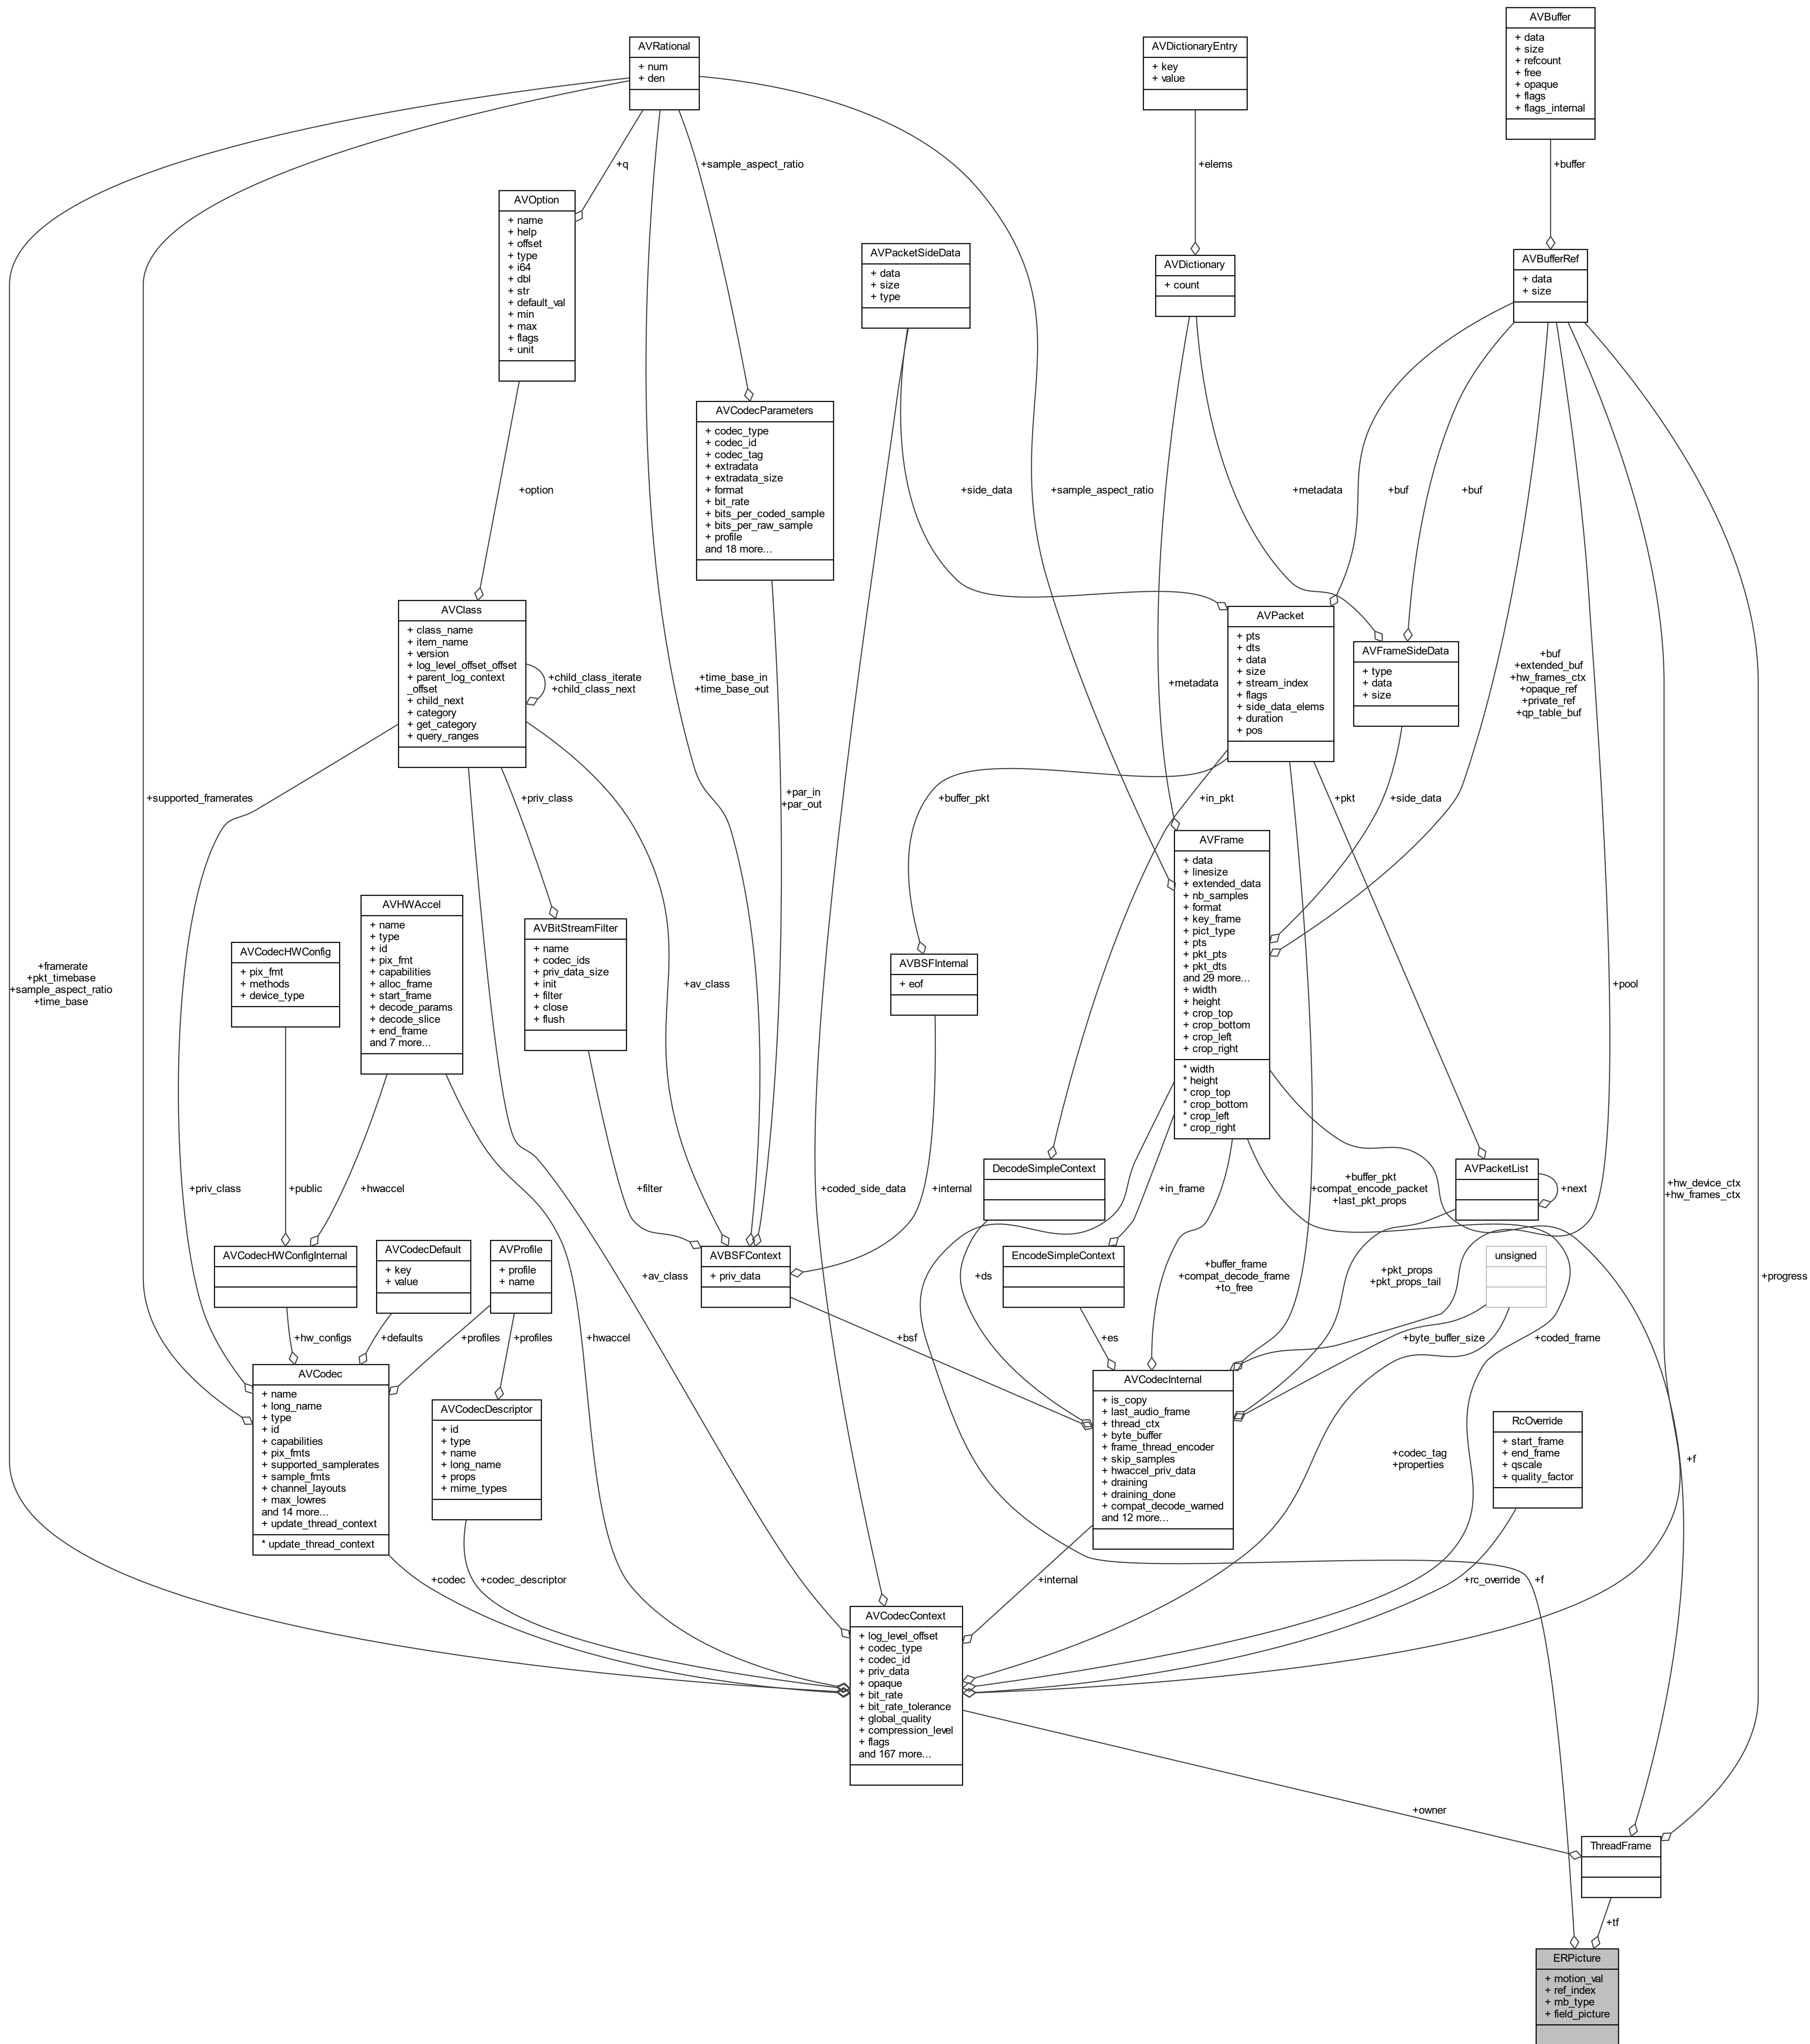 AVBuffer
+ data
+ size
+ refcount
+ free
+ opaque
+ flags
+ flags_internal
AVRational
+ num
+ den
AVDictionaryEntry
+ key
+ value
+q
+sample_aspect_ratio
+elems
+buffer
AVOption
+ name
+ help
+ offset
+ type
+ i64
+ dbl
+ str
+ default_val
+ min
+ max
+ flags
+ unit
AVPacketSideData
+ data
+ size
+ type
AVDictionary
+ count
AVBufferRef
+ data
+ size
AVCodecParameters
+ codec_type
+ codec_id
+ codec_tag
+ extradata
+ extradata_size
+ format
+ bit_rate
+ bits_per_coded_sample
+ bits_per_raw_sample
+ profile
and 18 more...
+option
+side_data
+sample_aspect_ratio
+metadata
+buf
+buf
AVClass
+ class_name
+ item_name
+ version
+ log_level_offset_offset
+ parent_log_context
_offset
+ child_next
+ category
+ get_category
+ query_ranges
+child_class_iterate
+child_class_next
+time_base_in
+time_base_out
+metadata
AVPacket
+ pts
+ dts
+ data
+ size
+ stream_index
+ flags
+ side_data_elems
+ duration
+ pos
AVFrameSideData
+ type
+ data
+ size
+buf
+extended_buf
+hw_frames_ctx
+opaque_ref
+private_ref
+qp_table_buf
+supported_framerates
+priv_class
+par_in
+par_out
+buffer_pkt
+in_pkt
+pkt
+side_data
AVFrame
+ data
+ linesize
+ extended_data
+ nb_samples
+ format
+ key_frame
+ pict_type
+ pts
+ pkt_pts
+ pkt_dts
and 29 more...
+ width
+ height
+ crop_top
+ crop_bottom
+ crop_left
+ crop_right
* width
* height
* crop_top
* crop_bottom
* crop_left
* crop_right
+framerate
+pkt_timebase
+sample_aspect_ratio
+time_base
AVCodecHWConfig
+ pix_fmt
+ methods
+ device_type
AVHWAccel
+ name
+ type
+ id
+ pix_fmt
+ capabilities
+ alloc_frame
+ start_frame
+ decode_params
+ decode_slice
+ end_frame
and 7 more...
AVBitStreamFilter
+ name
+ codec_ids
+ priv_data_size
+ init
+ filter
+ close
+ flush
+av_class
AVBSFInternal
+ eof
+pool
+priv_class
+public
+hwaccel
+filter
+coded_side_data
+internal
DecodeSimpleContext
+in_frame
+buffer_pkt
+compat_encode_packet
+last_pkt_props
AVPacketList
+next
+hw_device_ctx
+hw_frames_ctx
AVCodecHWConfigInternal
AVCodecDefault
+ key
+ value
AVProfile
+ profile
+ name
+av_class
AVBSFContext
+ priv_data
+ds
EncodeSimpleContext
+buffer_frame
+compat_decode_frame
+to_free
+pkt_props
+pkt_props_tail
unsigned
+progress
+hw_configs
+defaults
+profiles
+profiles
+hwaccel
+bsf
+es
+byte_buffer_size
+coded_frame
AVCodec
+ name
+ long_name
+ type
+ id
+ capabilities
+ pix_fmts
+ supported_samplerates
+ sample_fmts
+ channel_layouts
+ max_lowres
and 14 more...
+ update_thread_context
* update_thread_context
AVCodecDescriptor
+ id
+ type
+ name
+ long_name
+ props
+ mime_types
AVCodecInternal
+ is_copy
+ last_audio_frame
+ thread_ctx
+ byte_buffer
+ frame_thread_encoder
+ skip_samples
+ hwaccel_priv_data
+ draining
+ draining_done
+ compat_decode_warned
and 12 more...
+codec_tag
+properties
RcOverride
+ start_frame
+ end_frame
+ qscale
+ quality_factor
+f
+codec
+codec_descriptor
+internal
+rc_override
+f
AVCodecContext
+ log_level_offset
+ codec_type
+ codec_id
+ priv_data
+ opaque
+ bit_rate
+ bit_rate_tolerance
+ global_quality
+ compression_level
+ flags
and 167 more...
+owner
ThreadFrame
+tf
ERPicture
+ motion_val
+ ref_index
+ mb_type
+ field_picture